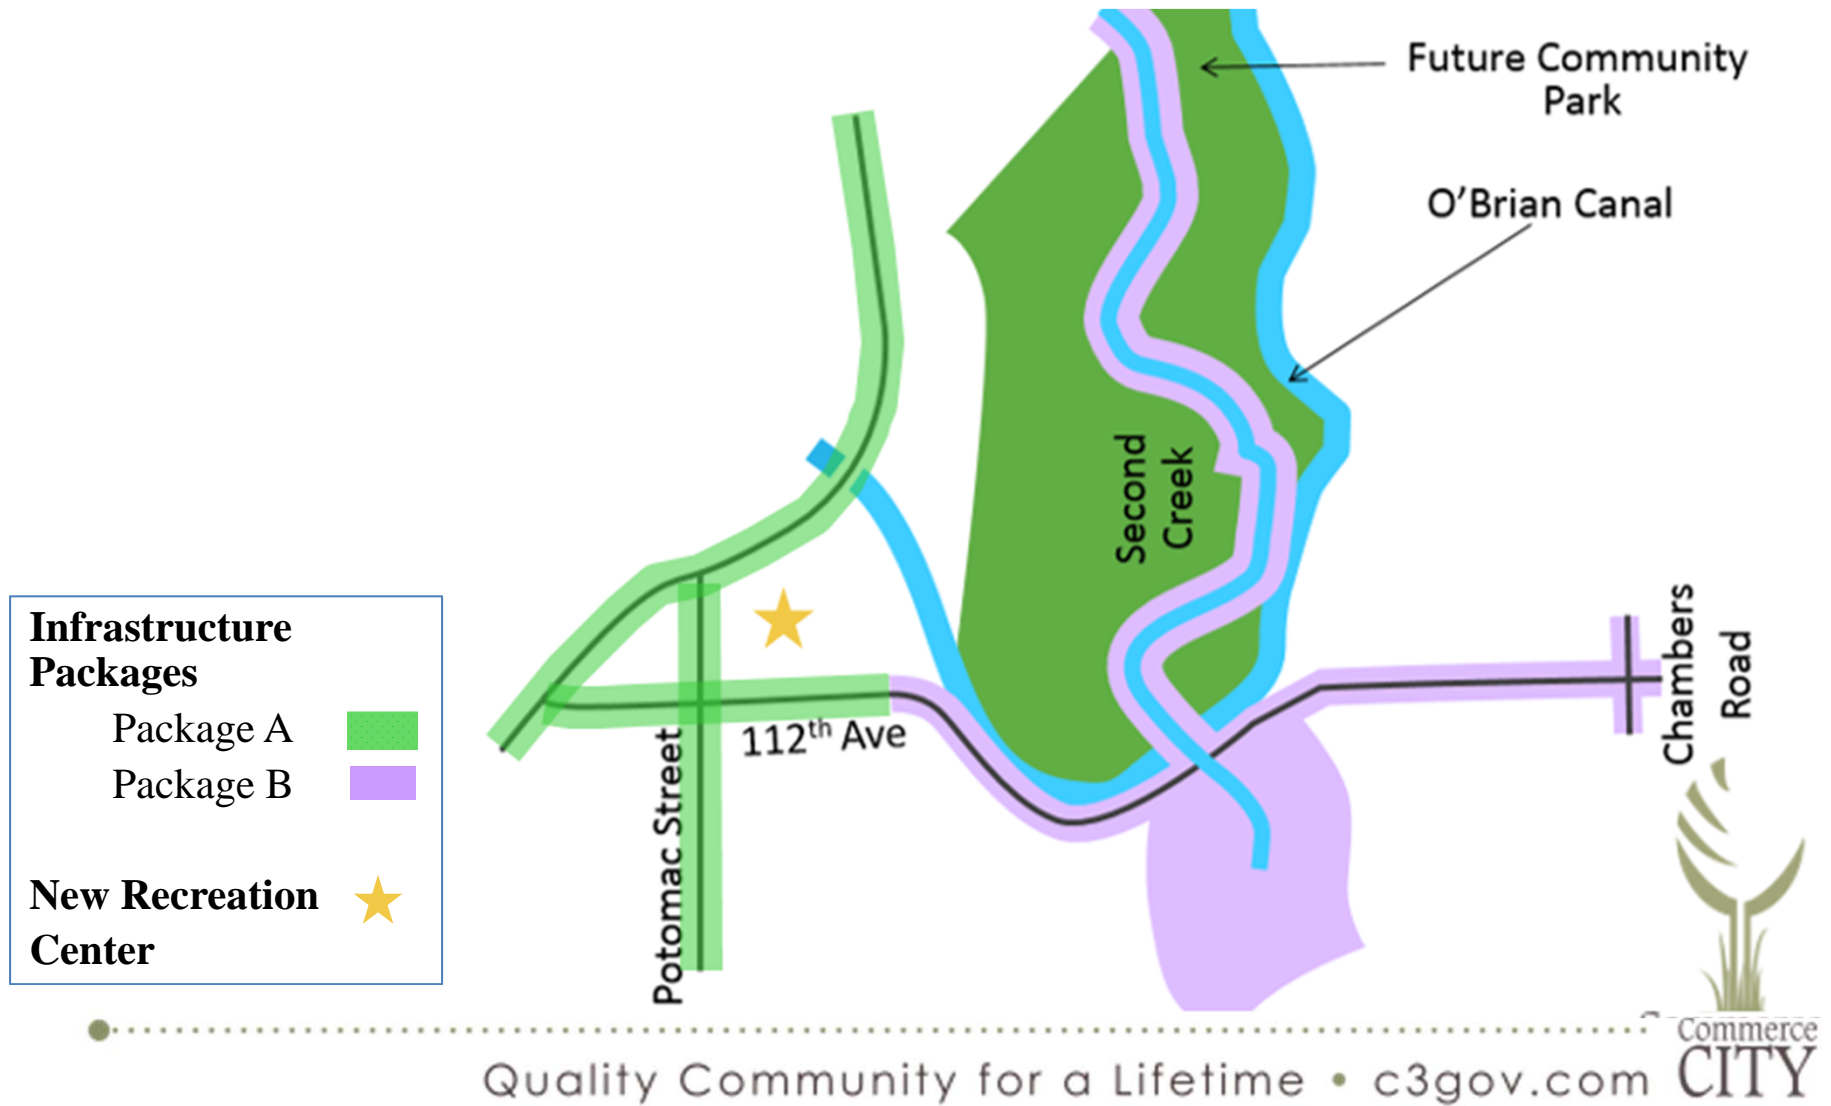 Future Community
Park
O'Brian Canal
Second
Creek
Chambers
Road
112th Ave
Potomac Street
Infrastructure
Packages
Package A
Package B
New Recreation
Center
Quality Community for a Lifetime • c3gov.com
Commerce
CITY